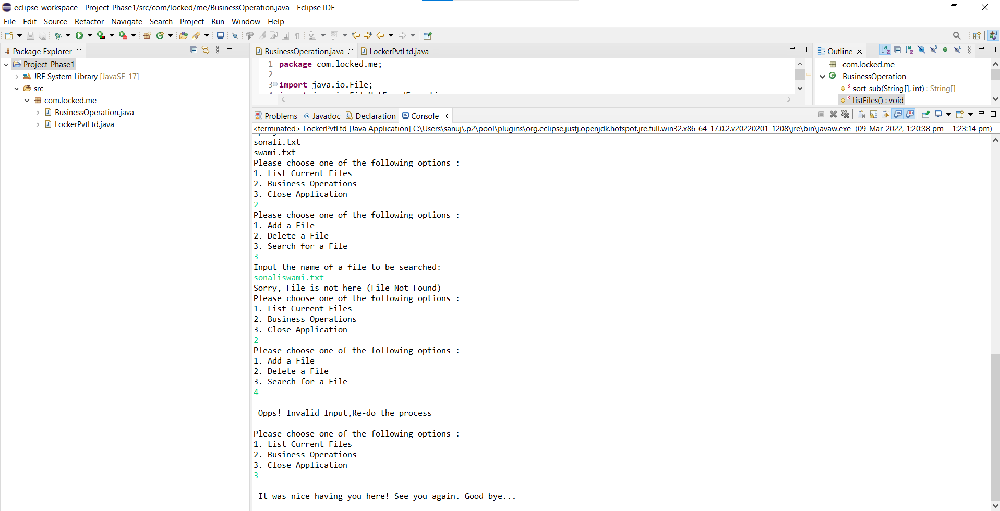 eclipse-workspace - Project_Phase1/src/com/locked/me/BusinessOperation.java - Eclipse IDE
File Edit Source Refactor Navigate Search Project Run Window Help
Package Explorer
Project_Phase1
JRE System Library [JavaSE-17]
src
com.locked.me
BusinessOperation.java
LockerPvtLtd.java
BusinessOperation.java LockerPvtLtd.java
1 package com.locked.me;
2
3 import java.io.File;
Outline
com.locked.me
BusinessOperation
sort_sub(String[], int) : String[]
listFiles() : void
Problems @ Javadoc Declaration Console
<terminated> LockerPvtLtd [Java Application] C:\Users\sanuj\.p2\pool\plugins\org.eclipse.justj.openjdk.hotspot.jre.full.win32.x86_64_17.0.2.v20220201-1208\jre\bin\javaw.exe (09-Mar-2022, 1:20:38 pm – 1:23:14 pm)
sonali.txt
swami.txt
Please choose one of the following options :
1. List Current Files
2. Business Operations
3. Close Application
2
Please choose one of the following options :
1. Add a File
2. Delete a File
3. Search for a File
3
Input the name of a file to be searched:
sonaliswami.txt
Sorry, File is not here (File Not Found)
Please choose one of the following options :
1. List Current Files
2. Business Operations
3. Close Application
2
Please choose one of the following options :
1. Add a File
2. Delete a File
3. Search for a File
4
Opps! Invalid Input,Re-do the process
Please choose one of the following options :
1. List Current Files
2. Business Operations
3. Close Application
3
It was nice having you here! See you again. Good bye...